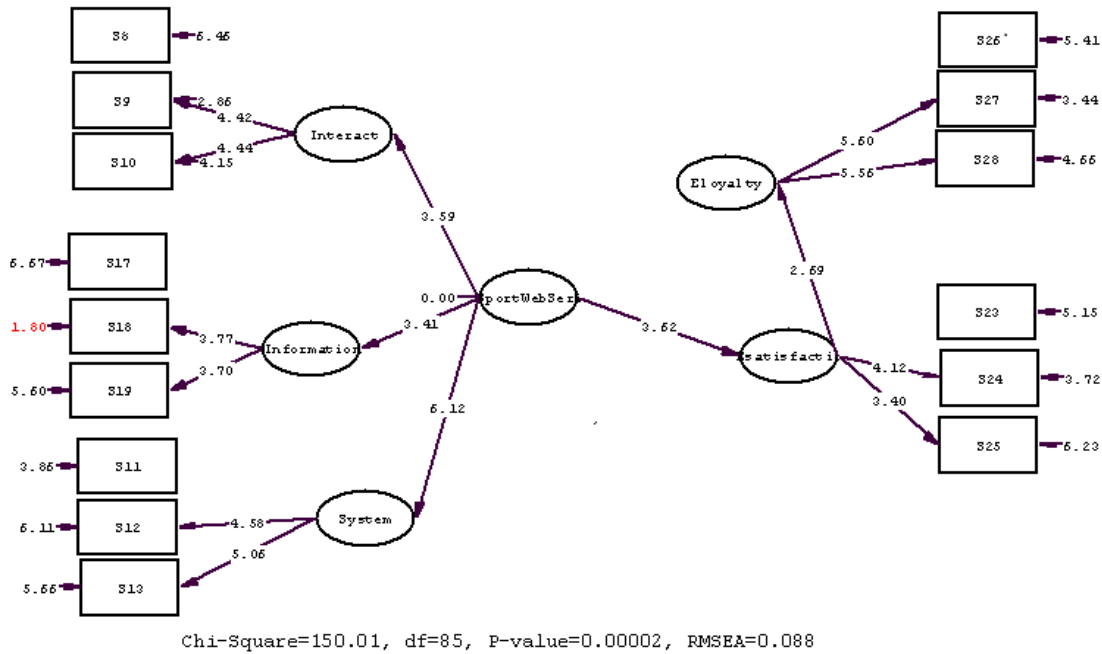 S8 6.46
S9 2.86
4.42
S10 4.15
4.44
Interact
3.59
6.67 S17
1.80 S18
3.77
5.60 S19
3.70
Information
3.41
0.00
portWebSer
6.12
3.86 S11
6.11 S12
4.58
5.66 S13
5.06
System
S26 5.41
S27 3.44
5.60
S28 4.66
5.56
Eloyalty
2.69
3.62
satisfacti
S23 5.15
S24 3.72
4.12
S25 6.23
3.40
Chi-Square=150.01, df=85, P-value=0.00002, RMSEA=0.088